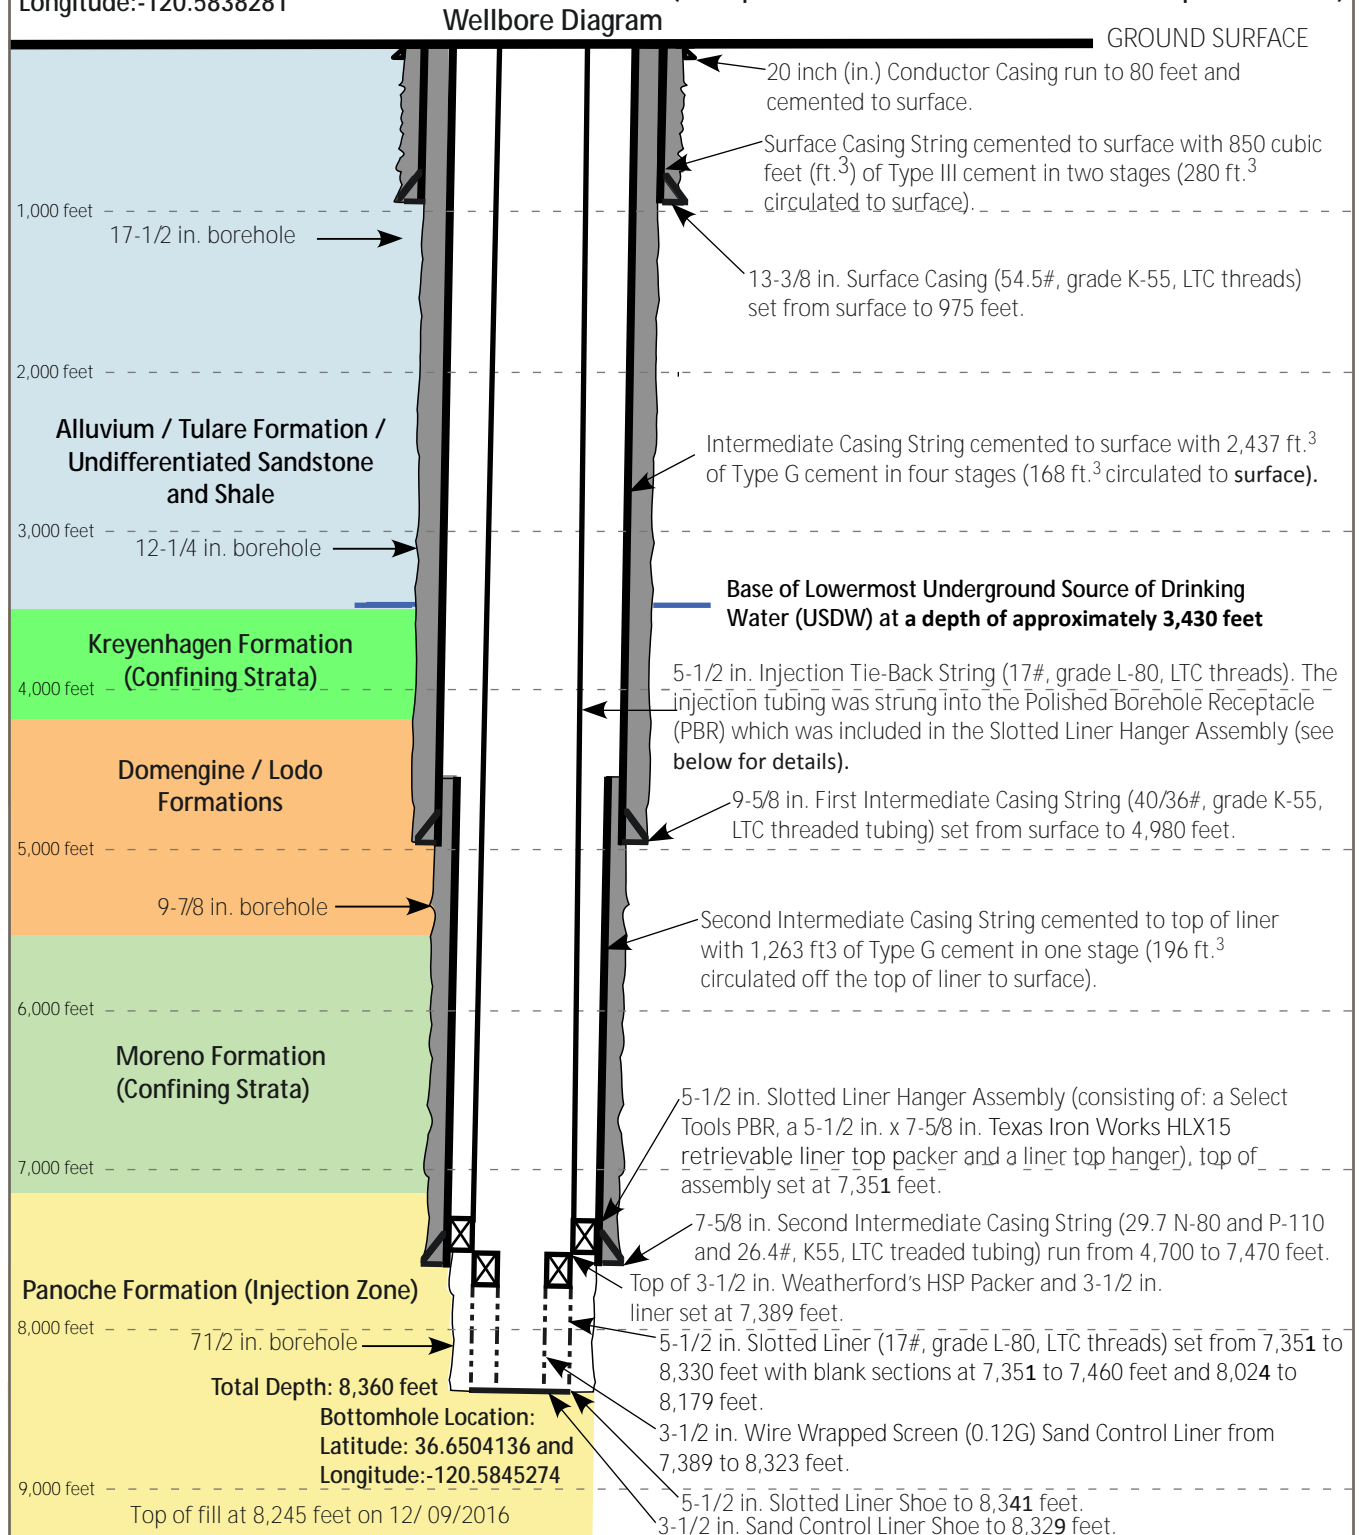 Longitude:-120.5838281
Wellbore Diagram
GROUND SURFACE
20 inch (in.) Conductor Casing run to 80 feet and
cemented to surface.
Surface Casing String cemented to surface with 850 cubic
feet (ft.3) of Type III cement in two stages (280 ft.3
circulated to surface).
1,000 feet
17-1/2 in. borehole
13-3/8 in. Surface Casing (54.5#, grade K-55, LTC threads)
set from surface to 975 feet.
2,000 feet
Alluvium / Tulare Formation /
Undifferentiated Sandstone
and Shale
Intermediate Casing String cemented to surface with 2,437 ft.3
of Type G cement in four stages (168 ft.3 circulated to surface).
3,000 feet
12-1/4 in. borehole
Base of Lowermost Underground Source of Drinking
Water (USDW) at a depth of approximately 3,430 feet
Kreyenhagen Formation
(Confining Strata)
4,000 feet
5-1/2 in. Injection Tie-Back String (17#, grade L-80, LTC threads). The
injection tubing was strung into the Polished Borehole Receptacle
(PBR) which was included in the Slotted Liner Hanger Assembly (see
below for details).
Domengine / Lodo
Formations
9-5/8 in. First Intermediate Casing String (40/36#, grade K-55,
LTC threaded tubing) set from surface to 4,980 feet.
5,000 feet
9-7/8 in. borehole
Second Intermediate Casing String cemented to top of liner
with 1,263 ft3 of Type G cement in one stage (196 ft.3
circulated off the top of liner to surface).
6,000 feet
Moreno Formation
(Confining Strata)
5-1/2 in. Slotted Liner Hanger Assembly (consisting of: a Select
Tools PBR, a 5-1/2 in. x 7-5/8 in. Texas Iron Works HLX15
retrievable liner top packer and a liner top hanger), top of
assembly set at 7,351 feet.
7,000 feet
7-5/8 in. Second Intermediate Casing String (29.7 N-80 and P-110
and 26.4#, K55, LTC treaded tubing) run from 4,700 to 7,470 feet.
Panoche Formation (Injection Zone)
Top of 3-1/2 in. Weatherford's HSP Packer and 3-1/2 in.
liner set at 7,389 feet.
8,000 feet
71/2 in. borehole
5-1/2 in. Slotted Liner (17#, grade L-80, LTC threads) set from 7,351 to
8,330 feet with blank sections at 7,351 to 7,460 feet and 8,024 to
8,179 feet.
Total Depth: 8,360 feet
Bottomhole Location:
Latitude: 36.6504136 and
Longitude:-120.5845274
3-1/2 in. Wire Wrapped Screen (0.12G) Sand Control Liner from
7,389 to 8,323 feet.
9,000 feet
Top of fill at 8,245 feet on 12/ 09/2016
5-1/2 in. Slotted Liner Shoe to 8,341 feet.
3-1/2 in. Sand Control Liner Shoe to 8,329 feet.